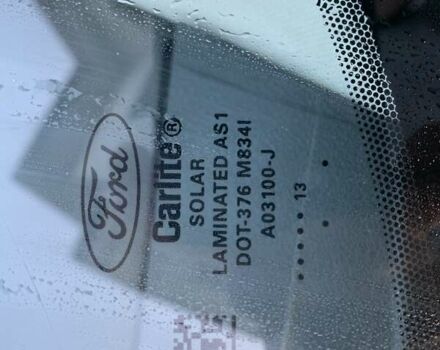 Ford
Carlite®
SOLAR
LAMINATED AS1
DOT-376 M834I
A03100-J
• • • • • 13